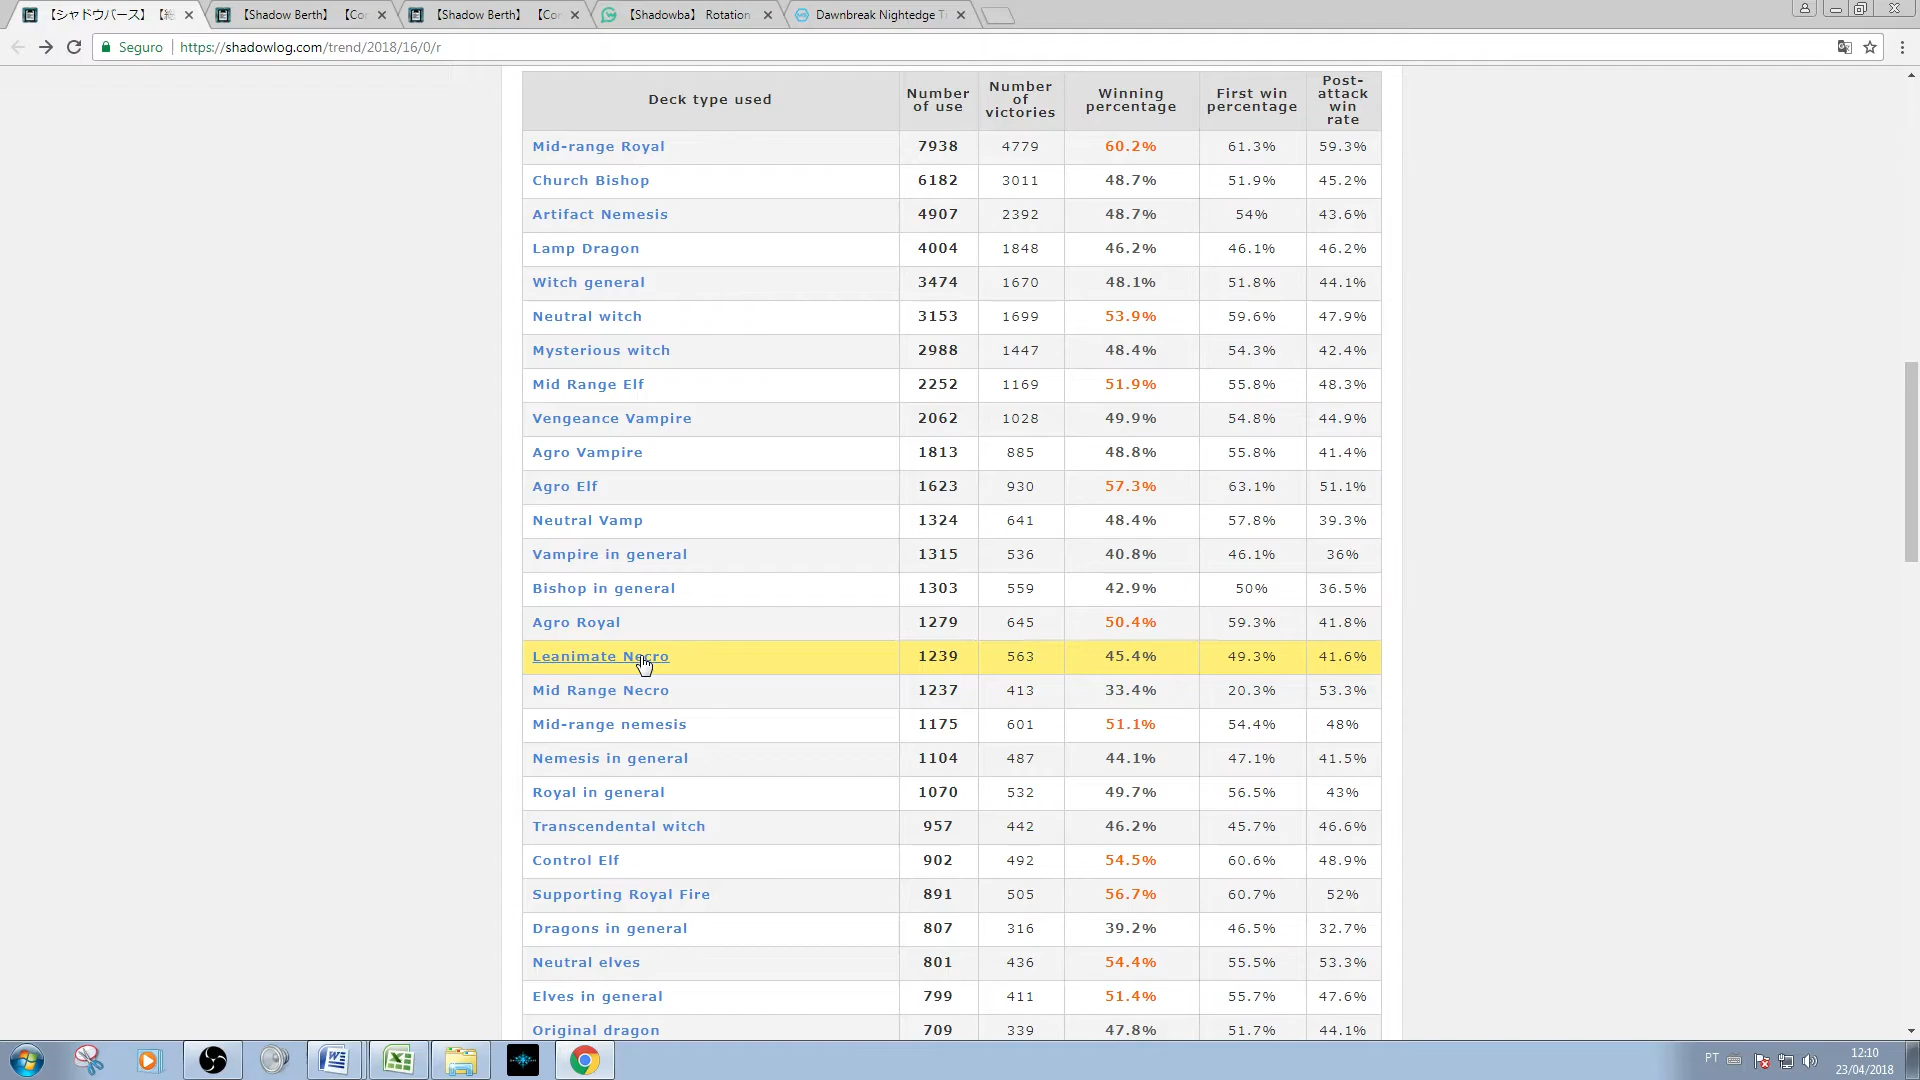 【シャドウバース】 【総
【Shadow Berth】 【Co
【Shadow Berth】 【Co
【Shadowba】 Rotation
Dawnbreak Nightedge T
Seguro https://shadowlog.com/trend/2018/16/0/r
Deck type used Number of use Number of victories Winning percentage First win percentage Post-attack win rate
Mid-range Royal 7938 4779 60.2% 61.3% 59.3%
Church Bishop 6182 3011 48.7% 51.9% 45.2%
Artifact Nemesis 4907 2392 48.7% 54% 43.6%
Lamp Dragon 4004 1848 46.2% 46.1% 46.2%
Witch general 3474 1670 48.1% 51.8% 44.1%
Neutral witch 3153 1699 53.9% 59.6% 47.9%
Mysterious witch 2988 1447 48.4% 54.3% 42.4%
Mid Range Elf 2252 1169 51.9% 55.8% 48.3%
Vengeance Vampire 2062 1028 49.9% 54.8% 44.9%
Agro Vampire 1813 885 48.8% 55.8% 41.4%
Agro Elf 1623 930 57.3% 63.1% 51.1%
Neutral Vamp 1324 641 48.4% 57.8% 39.3%
Vampire in general 1315 536 40.8% 46.1% 36%
Bishop in general 1303 559 42.9% 50% 36.5%
Agro Royal 1279 645 50.4% 59.3% 41.8%
Leanimate Necro 1239 563 45.4% 49.3% 41.6%
Mid Range Necro 1237 413 33.4% 20.3% 53.3%
Mid-range nemesis 1175 601 51.1% 54.4% 48%
Nemesis in general 1104 487 44.1% 47.1% 41.5%
Royal in general 1070 532 49.7% 56.5% 43%
Transcendental witch 957 442 46.2% 45.7% 46.6%
Control Elf 902 492 54.5% 60.6% 48.9%
Supporting Royal Fire 891 505 56.7% 60.7% 52%
Dragons in general 807 316 39.2% 46.5% 32.7%
Neutral elves 801 436 54.4% 55.5% 53.3%
Elves in general 799 411 51.4% 55.7% 47.6%
Original dragon 709 339 47.8% 51.7% 44.1%
PT
12:10
23/04/2018